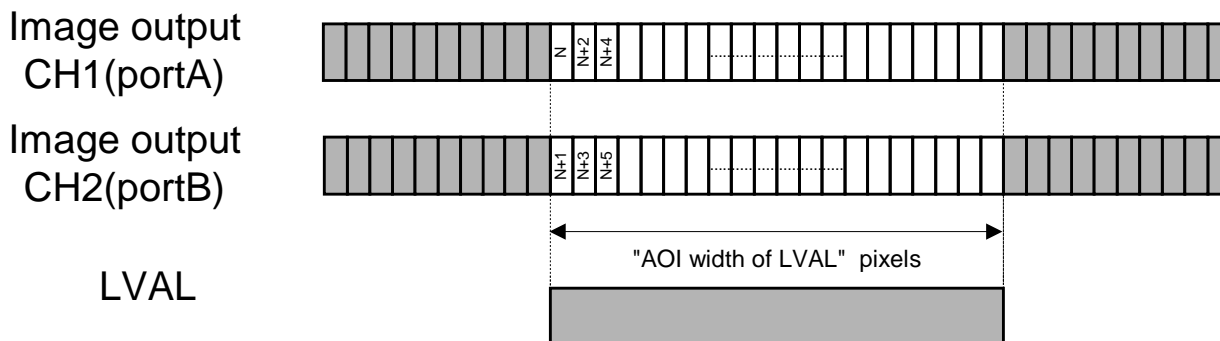 Image output
CH1(portA)
N
N+2
N+4
Image output
CH2(portB)
N+1
N+3
N+5
"AOI width of LVAL" pixels
LVAL